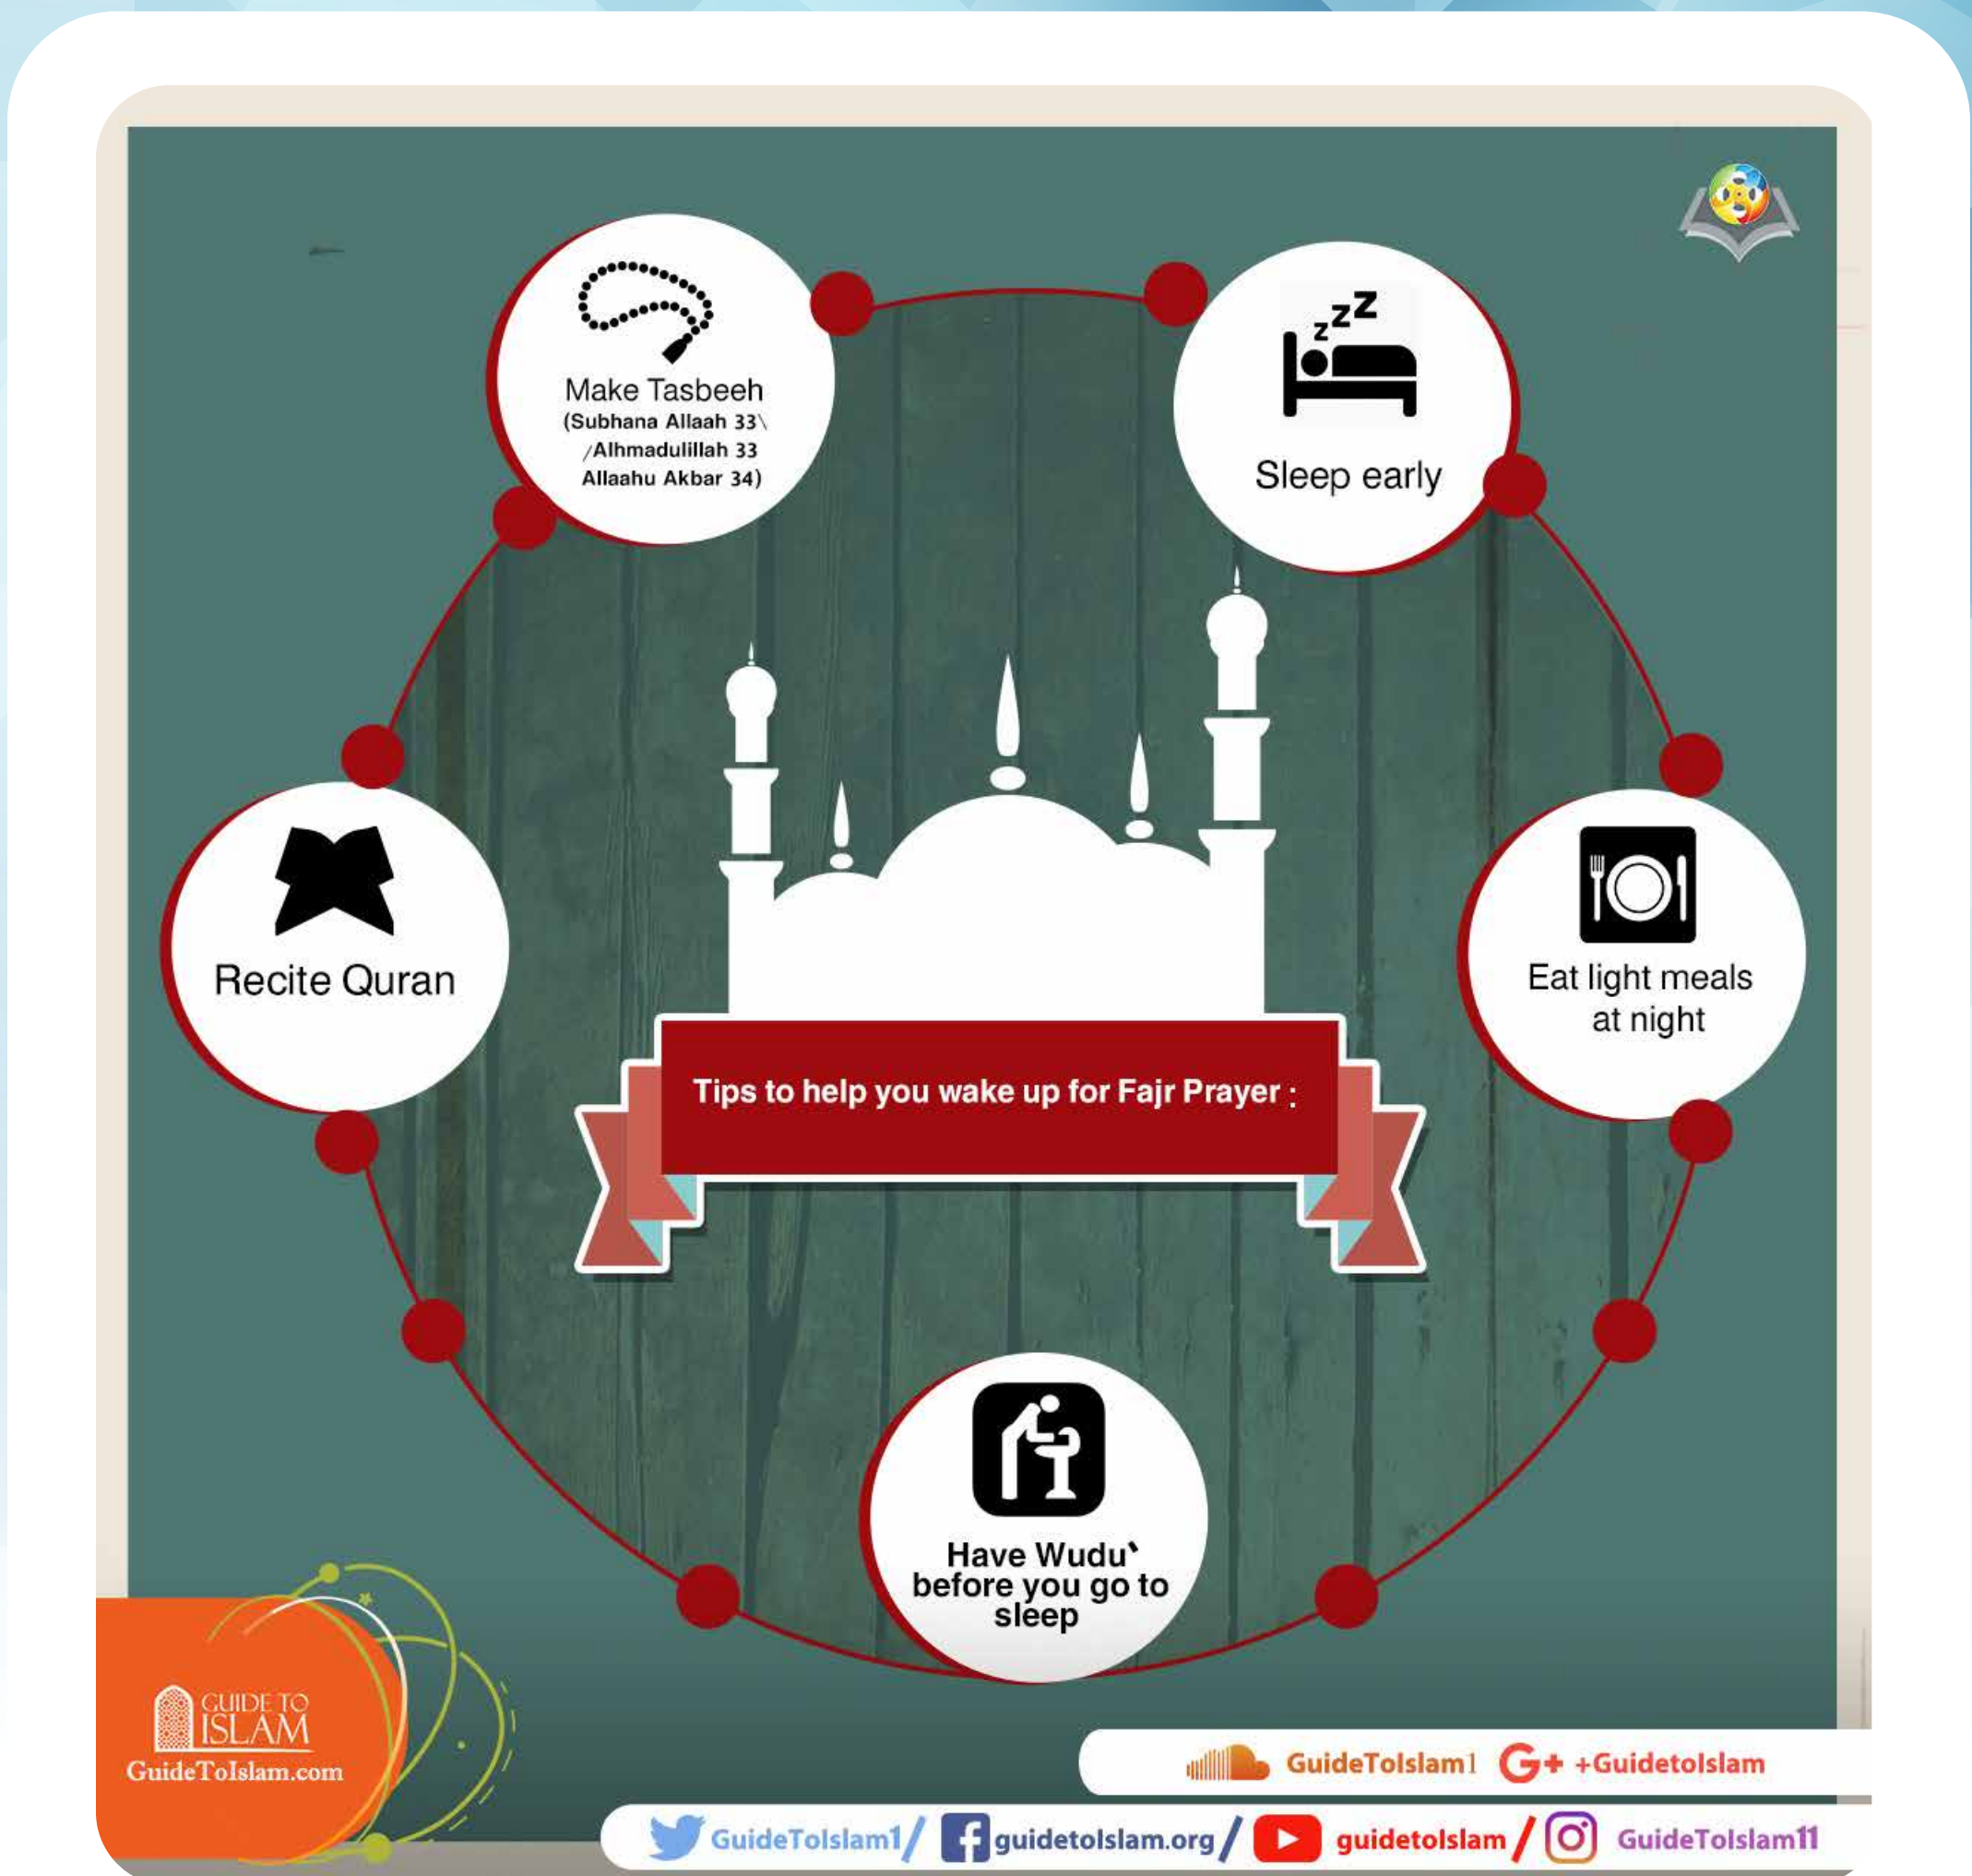 Make Tasbeeh
(Subhana Allaah 33\
/Alhmadulillah 33
Allaahu Akbar 34)
zzZ
Sleep early
Recite Quran
Eat light meals
at night
Tips to help you wake up for Fajr Prayer :
Have Wudu`
before you go to
sleep
GUIDE TO
ISLAM
GuideToIslam.com
GuideToIslam1 G+ +GuidetoIslam
GuideToIslam1/ f guidetoIslam.org/ guidetoIslam / GuideToIslam11